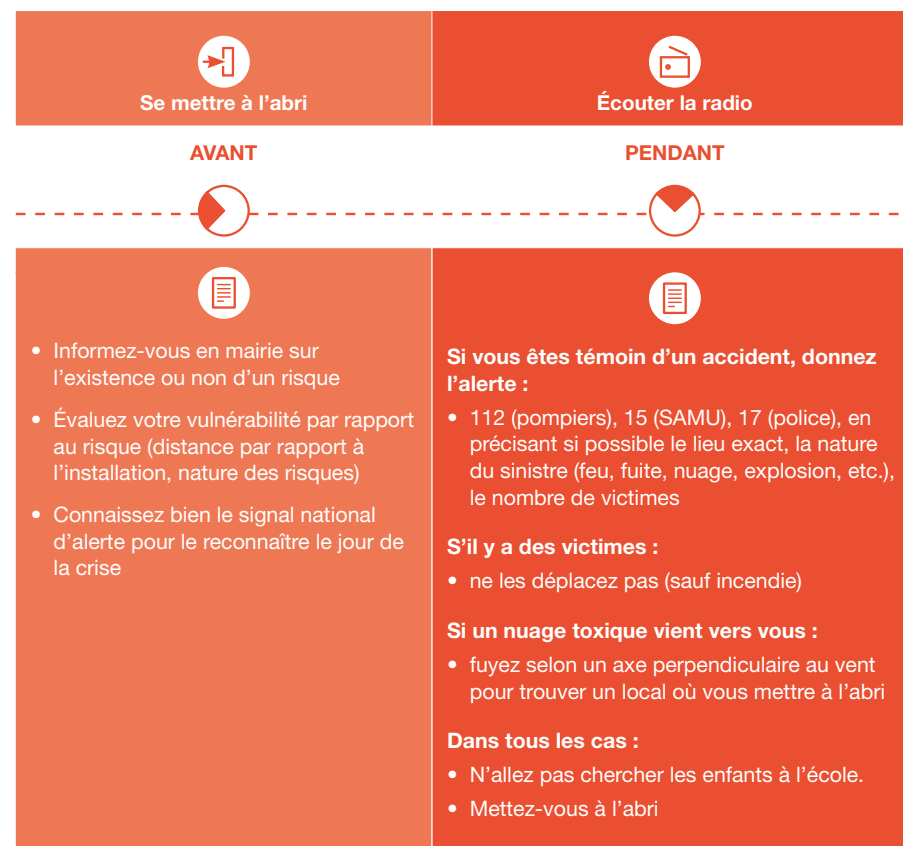 Se mettre à l'abri
Écouter la radio
AVANT
PENDANT
• Informez-vous en mairie sur
l'existence ou non d'un risque
• Évaluez votre vulnérabilité par rapport
au risque (distance par rapport à
l'installation, nature des risques)
• Connaissez bien le signal national
d'alerte pour le reconnaître le jour de
la crise
Si vous êtes témoin d'un accident, donnez
l'alerte :
• 112 (pompiers), 15 (SAMU), 17 (police), en
précisant si possible le lieu exact, la nature
du sinistre (feu, fuite, nuage, explosion, etc.),
le nombre de victimes
S'il y a des victimes :
• ne les déplacez pas (sauf incendie)
Si un nuage toxique vient vers vous :
• fuyez selon un axe perpendiculaire au vent
pour trouver un local où vous mettre à l'abri
Dans tous les cas :
• N'allez pas chercher les enfants à l'école.
• Mettez-vous à l'abri